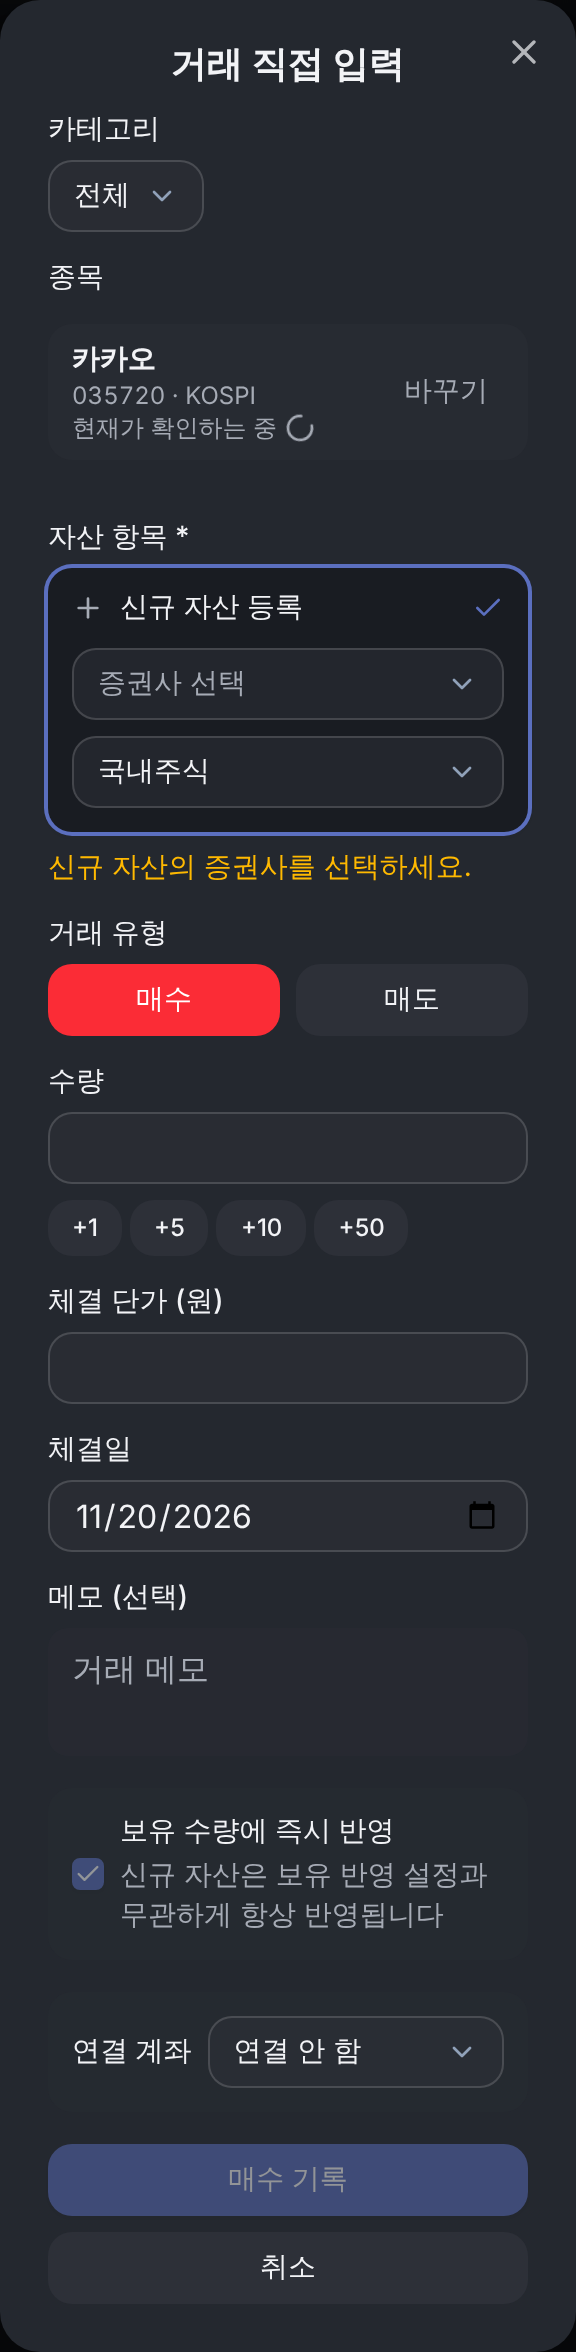 거래 직접 입력
카테고리
전체
종목
카카오
035720 · KOSPI
현재가 확인하는 중
바꾸기
자산 항목 *
신규 자산 등록
증권사 선택
국내주식
신규 자산의 증권사를 선택하세요.
거래 유형
매수 매도
수량
+1 +5 +10 +50
체결 단가 (원)
체결일
11/20/2026
메모 (선택)
거래 메모
보유 수량에 즉시 반영
신규 자산은 보유 반영 설정과
무관하게 항상 반영됩니다
연결 계좌 연결 안 함
매수 기록
취소